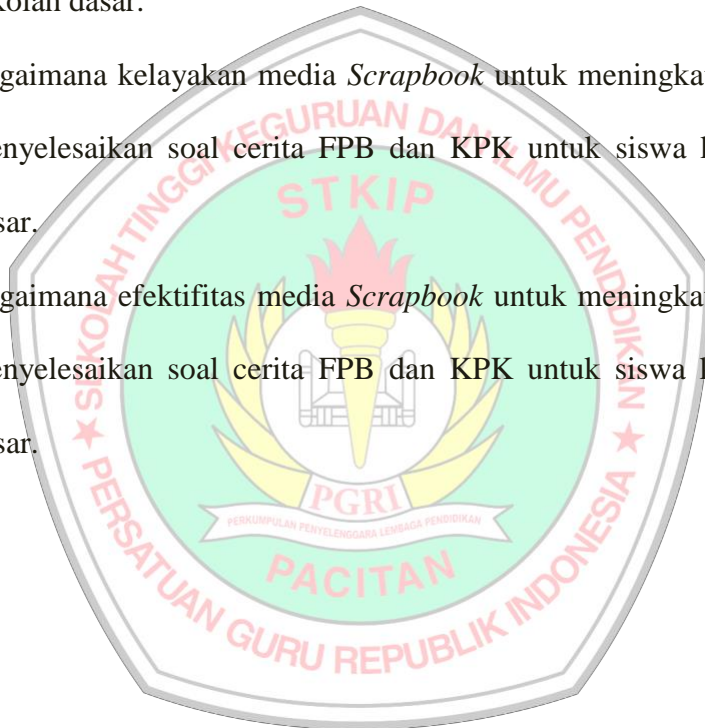 kolah dasar.
gaimana kelayakan media Scrapbook untuk meningka
enyelesaikan soal cerita FPB dan KPK untuk siswa
sar.
gaimana efektifitas media Scrapbook untuk meningka
enyelesaikan soal cerita FPB dan KPK untuk siswa
sar.
SEKOLAH TINGGI KEGURUAN DAN ILMU PENDIDIKAN
STKIP
PGRI
PERKUMPULAN PENYELENGGARA LEMBAGA PENDIDIKAN
PACITAN
★ PERSATUAN GURU REPUBLIK INDONESIA ★